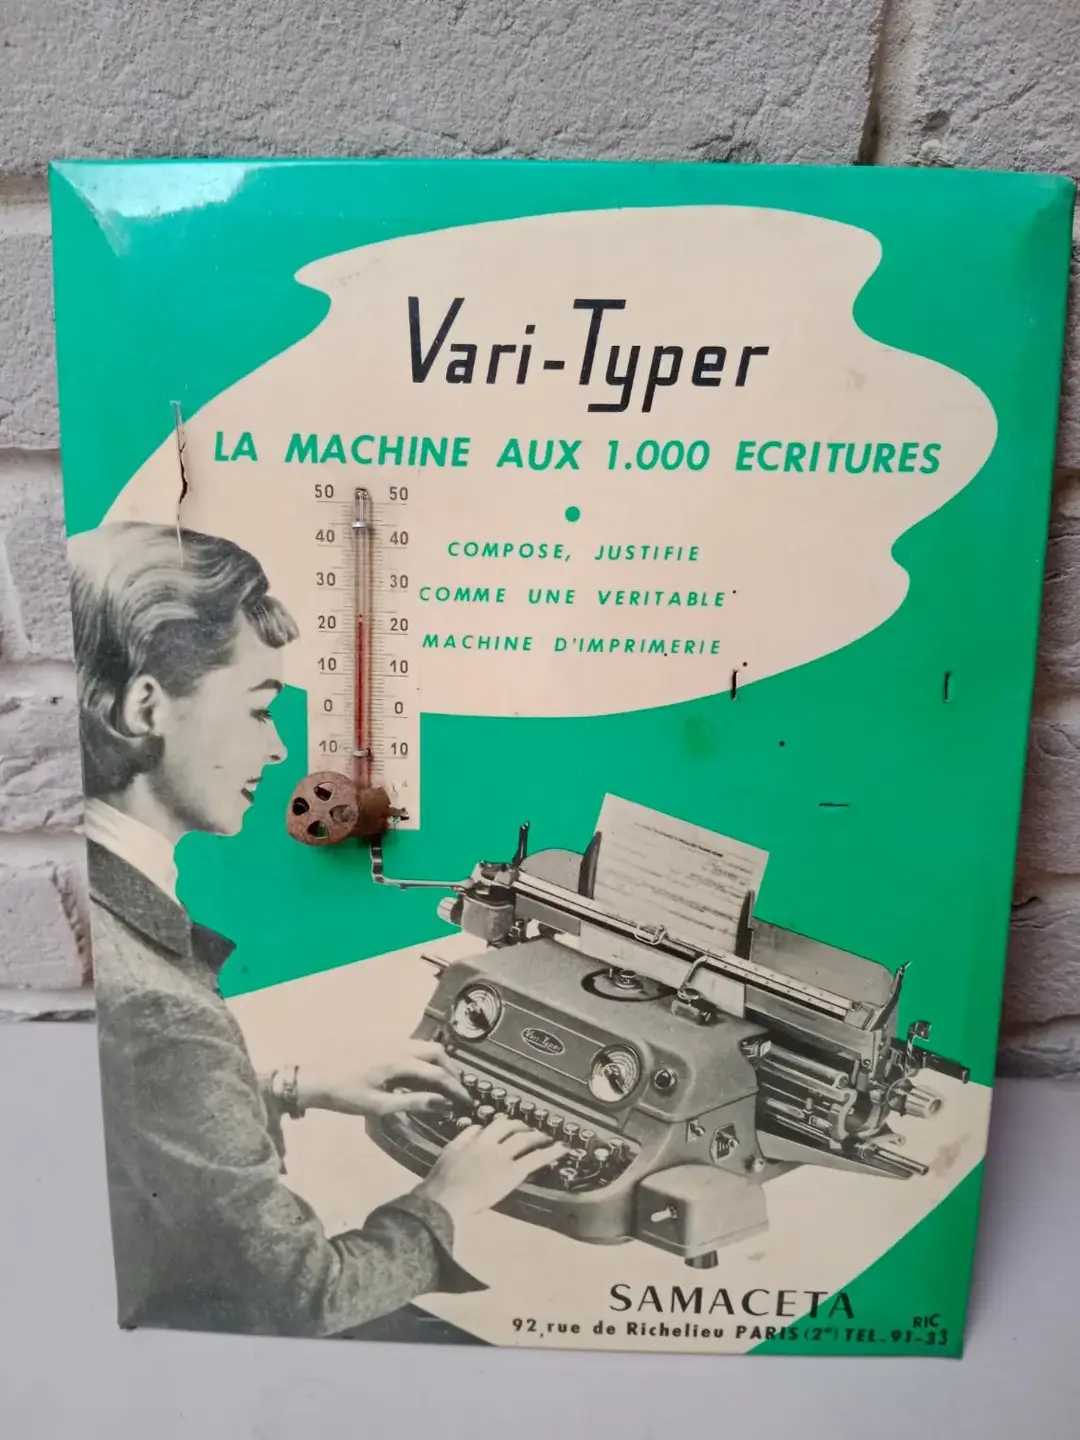 Vari-Typer
LA MACHINE AUX 1.000 ECRITURES
COMPOSE, JUSTIFIE
COMME UNE VERITABLE
MACHINE D'IMPRIMERIE
50 50
40 40
30 30
20 20
10 10
0 0
10 10
Vari-Typer
SAMACETA
92, rue de Richelieu PARIS (2e) TEL. RIC 91-33